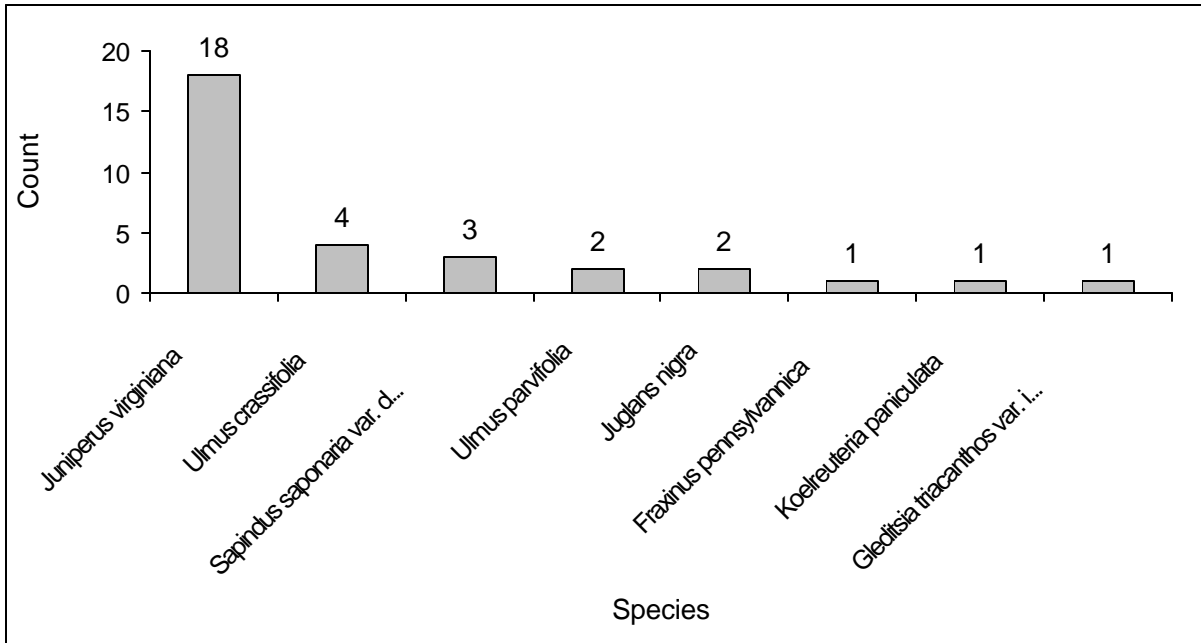 Count
20
15
10
5
0
18
4
3
2
2
1
1
1
Juniperus virginiana
Ulmus crassifolia
Sapindus saponaria var. d...
Ulmus parvifolia
Juglans nigra
Fraxinus pennsylvannica
Koelreuteria paniculata
Gleditsia triacanthos var. i...
Species